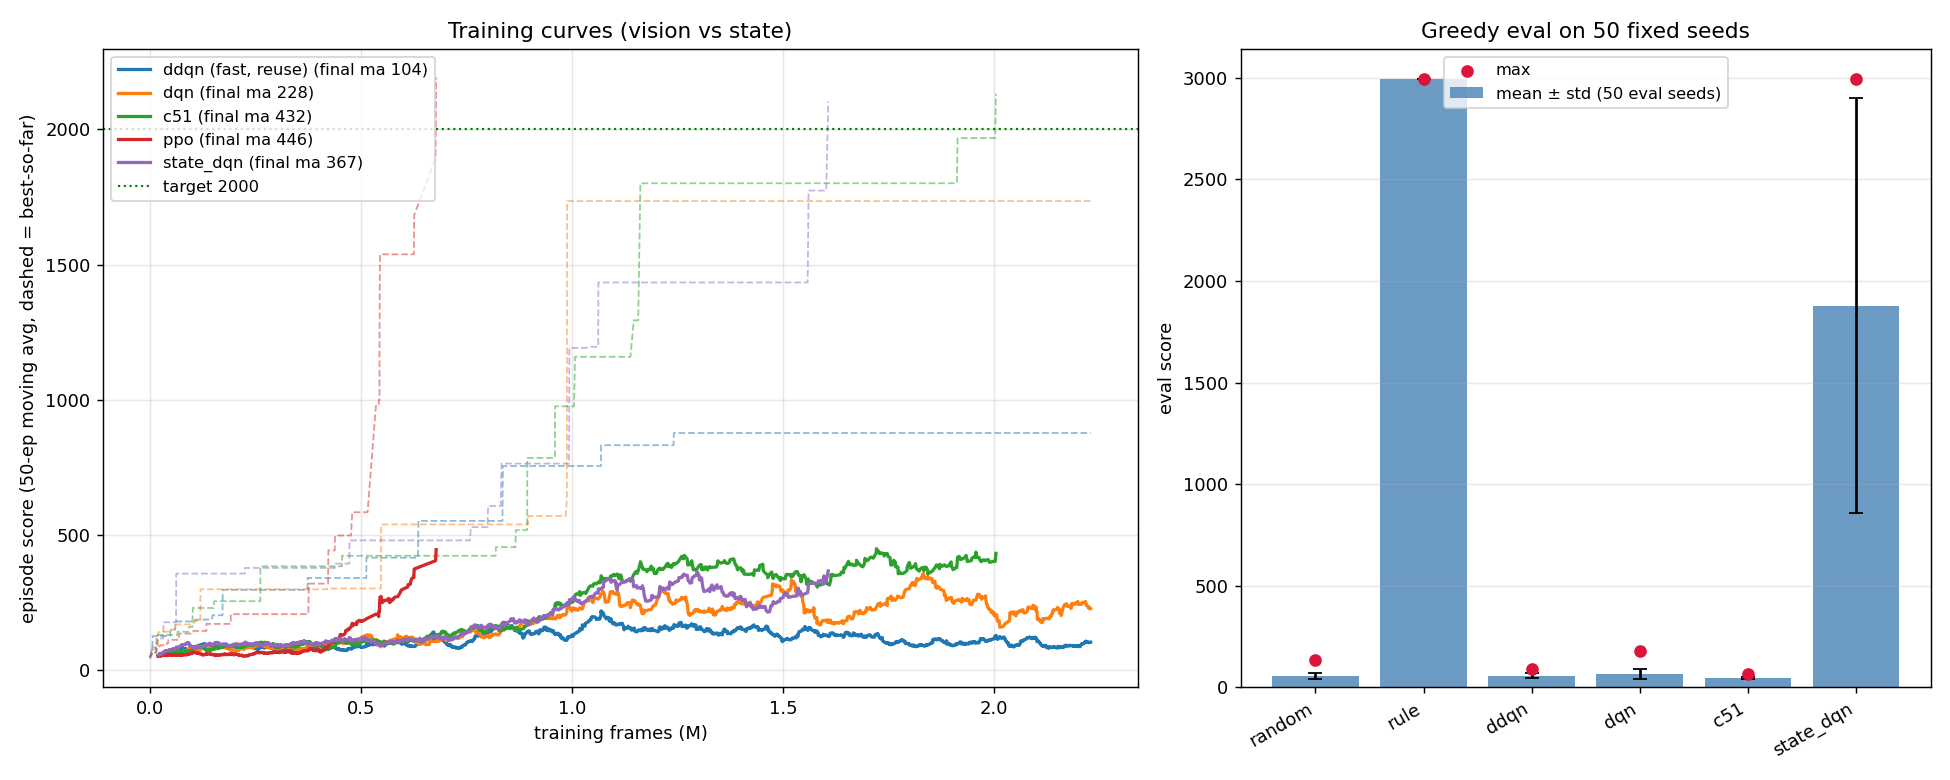 Training curves (vision vs state)
episode score (50-ep moving avg, dashed = best-so-far)
2000
1500
1000
500
0
ddqn (fast, reuse) (final ma 104)
dqn (final ma 228)
c51 (final ma 432)
ppo (final ma 446)
state_dqn (final ma 367)
target 2000
0.0
0.5
1.0
1.5
2.0
training frames (M)
Greedy eval on 50 fixed seeds
eval score
3000
2500
2000
1500
1000
500
0
max
mean ± std (50 eval seeds)
random
rule
ddqn
dqn
c51
state_dqn